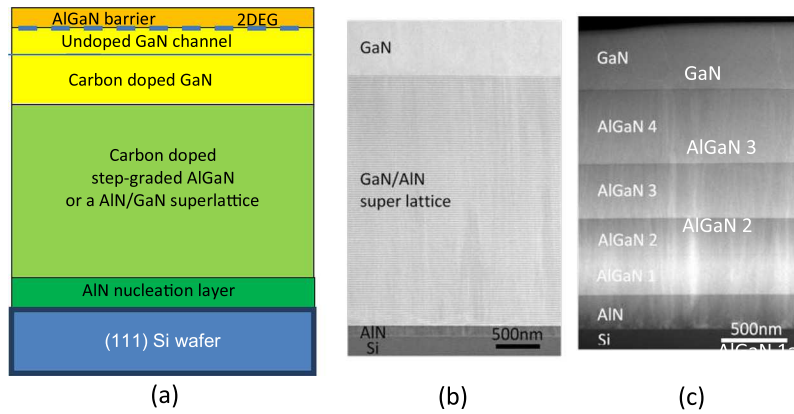 AlGaN barrier 2DEG
Undoped GaN channel
Carbon doped GaN
Carbon doped
step-graded AlGaN
or a AlN/GaN superlattice
AlN nucleation layer
(111) Si wafer
(a)
GaN
GaN/AlN
super lattice
AlN
Si
500nm
(b)
GaN
GaN
AlGaN 4
AlGaN 3
AlGaN 3
AlGaN 2
AlGaN 2
AlGaN 1
AlN
500nm
Si
(c)